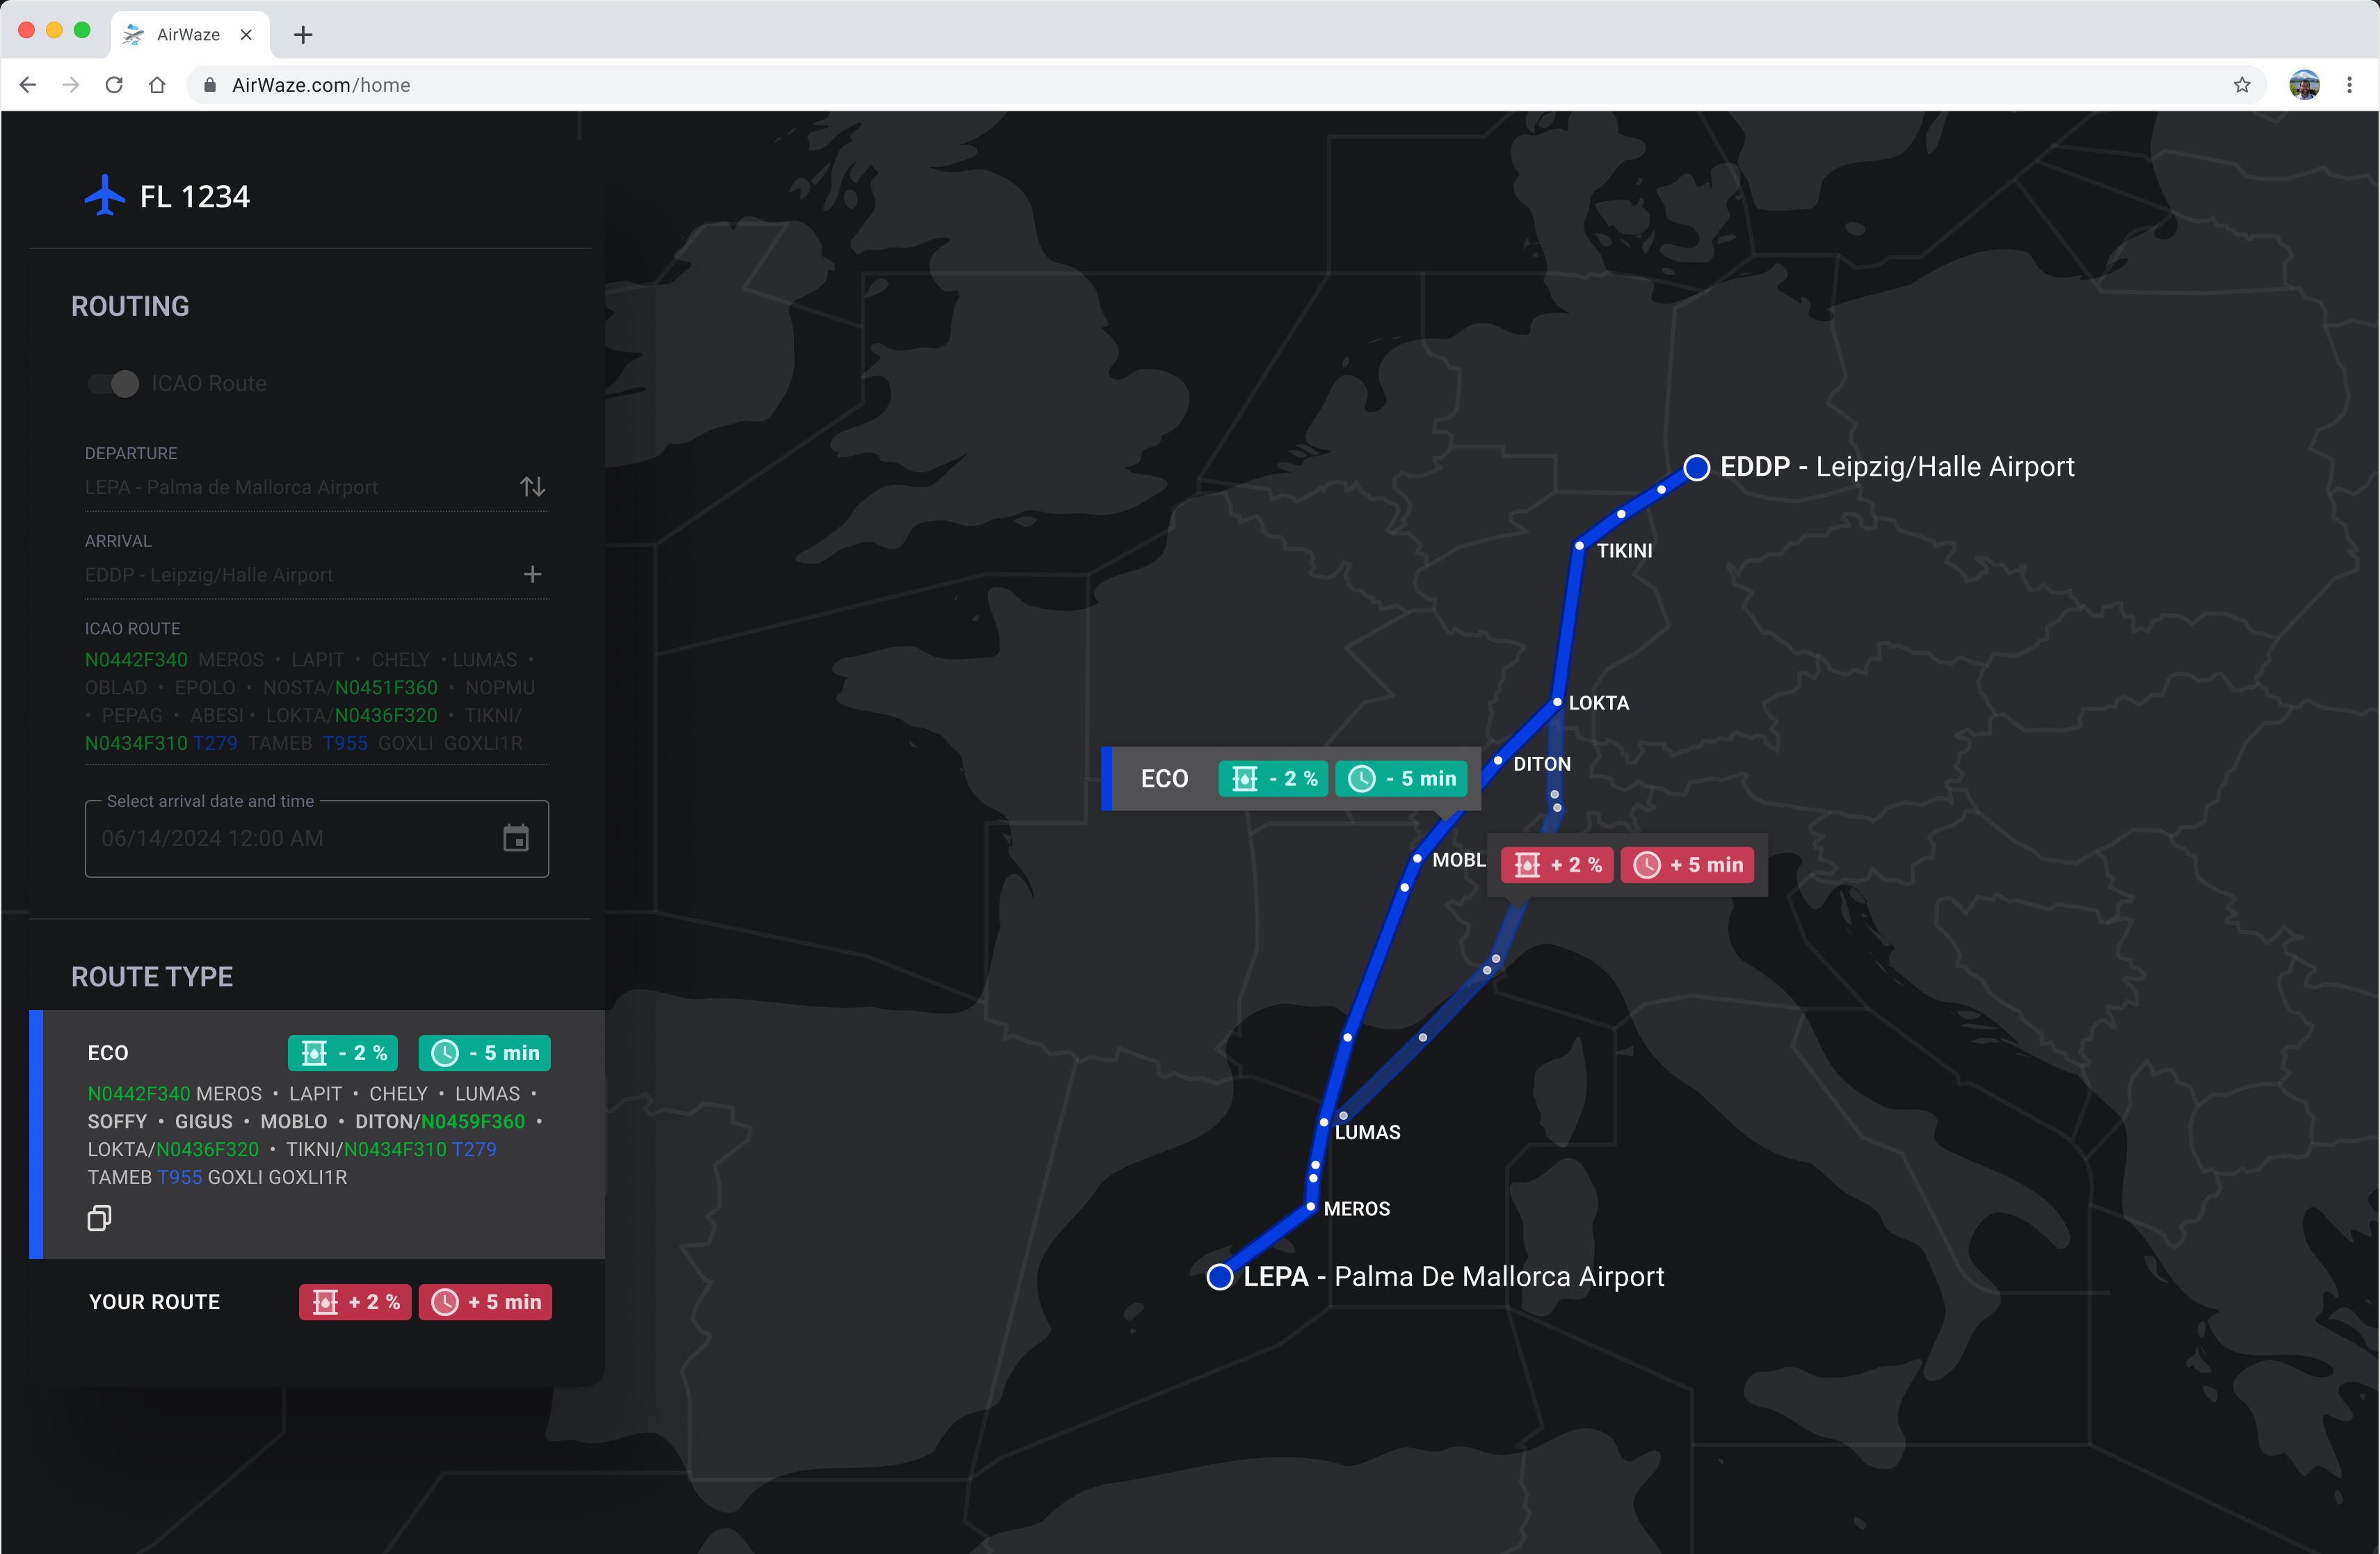 AirWaze
AirWaze.com/home
FL 1234
ROUTING
ICAO Route
DEPARTURE
LEPA - Palma de Mallorca Airport
ARRIVAL
EDDP - Leipzig/Halle Airport
ICAO ROUTE
N0442F340 MEROS • LAPIT • CHELY • LUMAS •
OBLAD • EPOLO • NOSTA/N0451F360 • NOPMU
• PEPAG • ABESI • LOKTA/N0436F320 • TIKNI/
N0434F310 T279 TAMEB T955 GOXLI GOXLI1R
Select arrival date and time
06/14/2024 12:00 AM
ROUTE TYPE
ECO - 2 % - 5 min
N0442F340 MEROS • LAPIT • CHELY • LUMAS •
SOFFY • GIGUS • MOBLO • DITON/N0459F360 •
LOKTA/N0436F320 • TIKNI/N0434F310 T279
TAMEB T955 GOXLI GOXLI1R
YOUR ROUTE + 2 % + 5 min
EDDP - Leipzig/Halle Airport
TIKINI
LOKTA
DITON
ECO - 2 % - 5 min
MOBL
+ 2 % + 5 min
LUMAS
MEROS
LEPA - Palma De Mallorca Airport